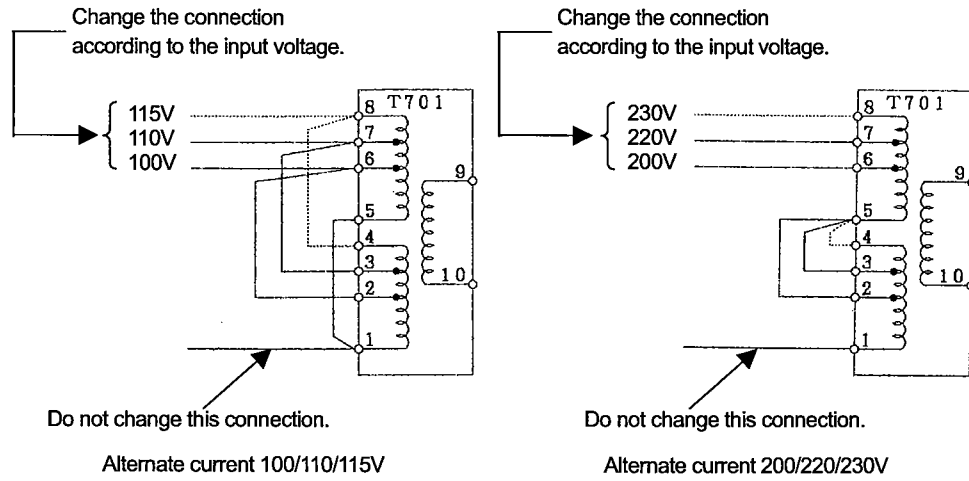 Change the connection
according to the input voltage.
115V
110V
100V
T701
8
7
6
5
4
3
2
1
9
10
Do not change this connection.
Alternate current 100/110/115V
Change the connection
according to the input voltage.
230V
220V
200V
T701
8
7
6
5
4
3
2
1
9
10
Do not change this connection.
Alternate current 200/220/230V